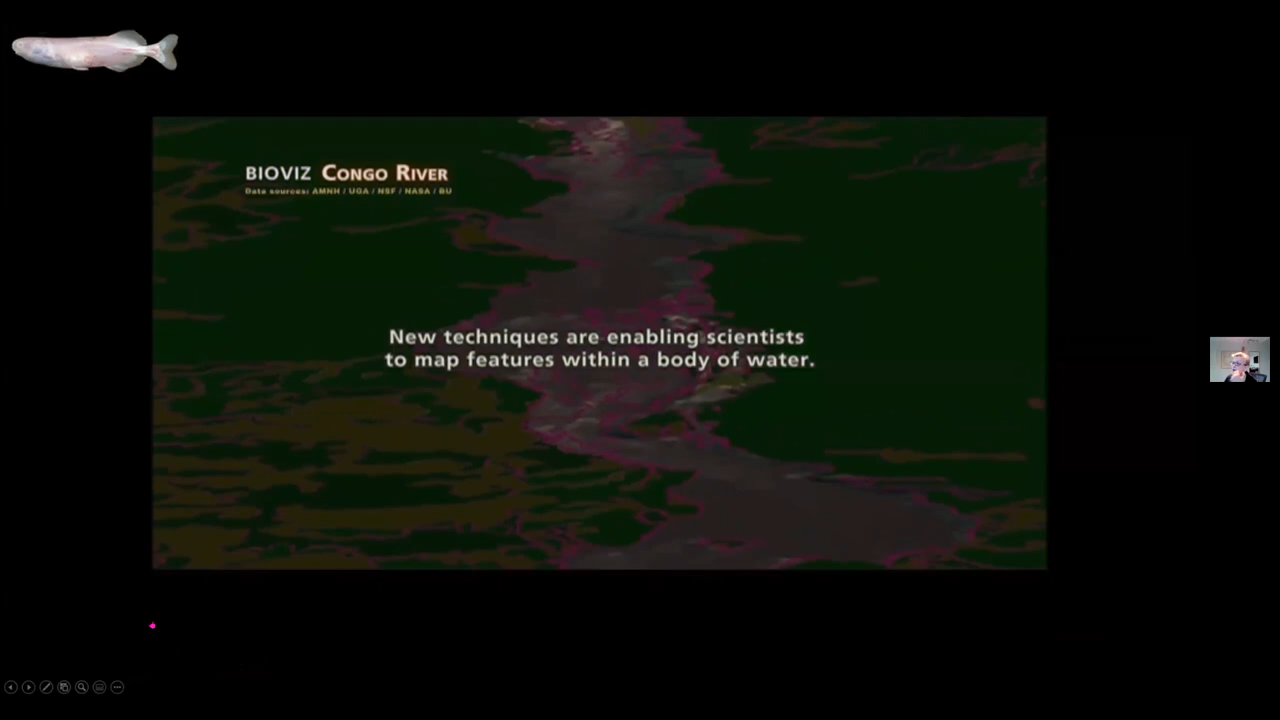 BIOVIZ CONGO RIVER
Data sources: AMNH / UGA / NSF / NASA / BU
New techniques are enabling scientists
to map features within a body of water.